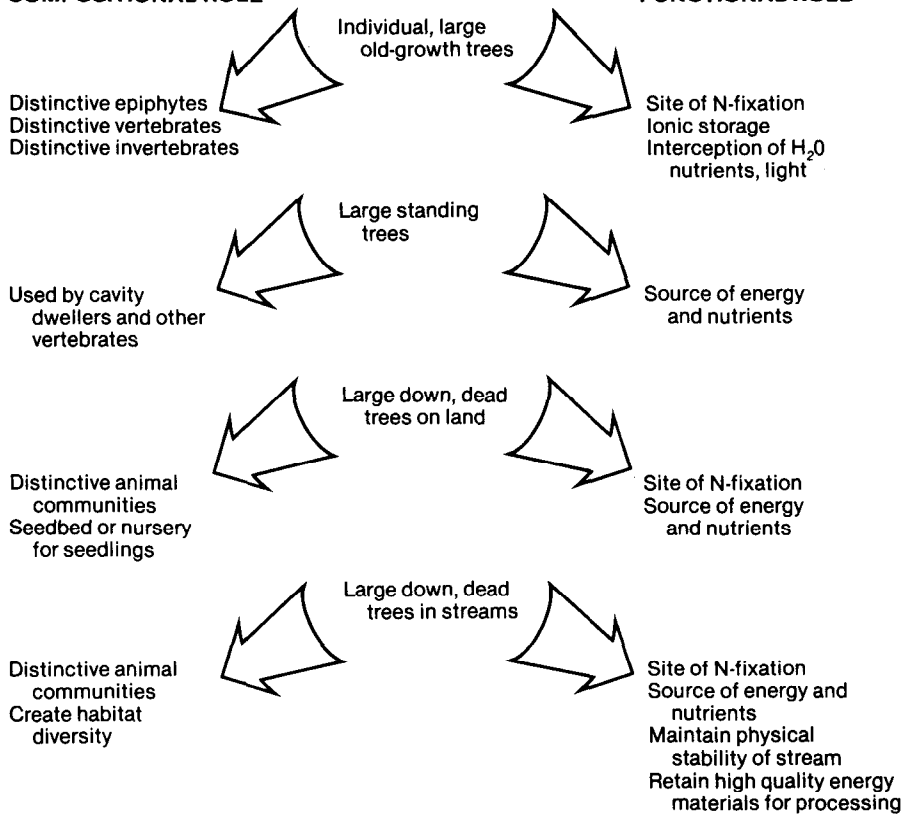 Individual, large
old-growth trees
Distinctive epiphytes
Distinctive vertebrates
Distinctive invertebrates
Site of N-fixation
Ionic storage
Interception of H₂0
nutrients, light
Large standing
trees
Used by cavity
dwellers and other
vertebrates
Source of energy
and nutrients
Large down, dead
trees on land
Distinctive animal
communities
Seedbed or nursery
for seedlings
Site of N-fixation
Source of energy
and nutrients
Large down, dead
trees in streams
Distinctive animal
communities
Create habitat
diversity
Site of N-fixation
Source of energy and
nutrients
Maintain physical
stability of stream
Retain high quality energy
materials for processing